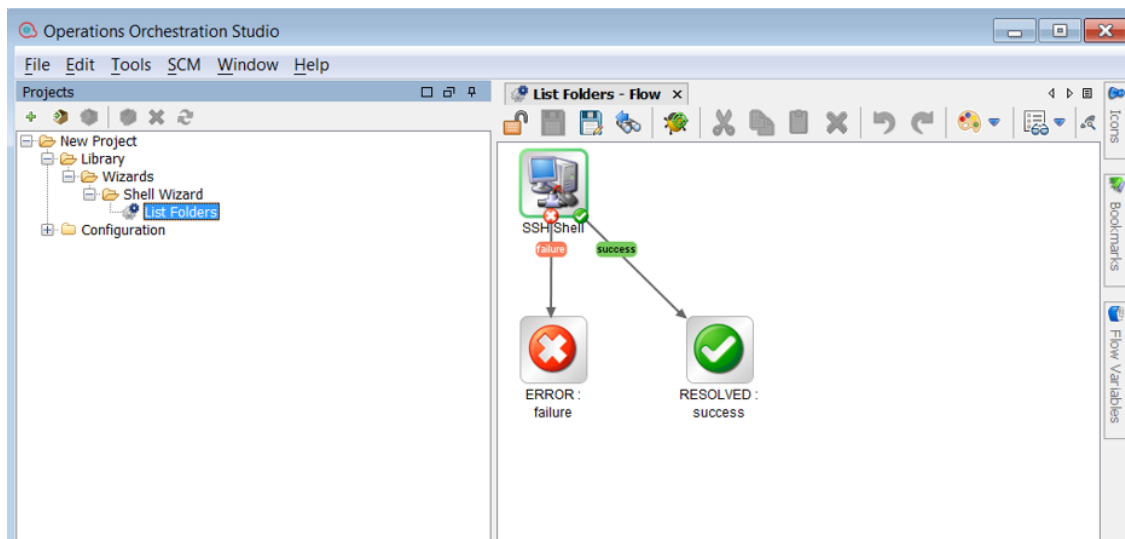 Operations Orchestration Studio
File Edit Tools SCM Window Help
Projects
New Project
Library
Wizards
Shell Wizard
List Folders
Configuration
List Folders - Flow
SSH Shell
failure
success
ERROR :
failure
RESOLVED :
success
Icons
Bookmarks
Flow Variables